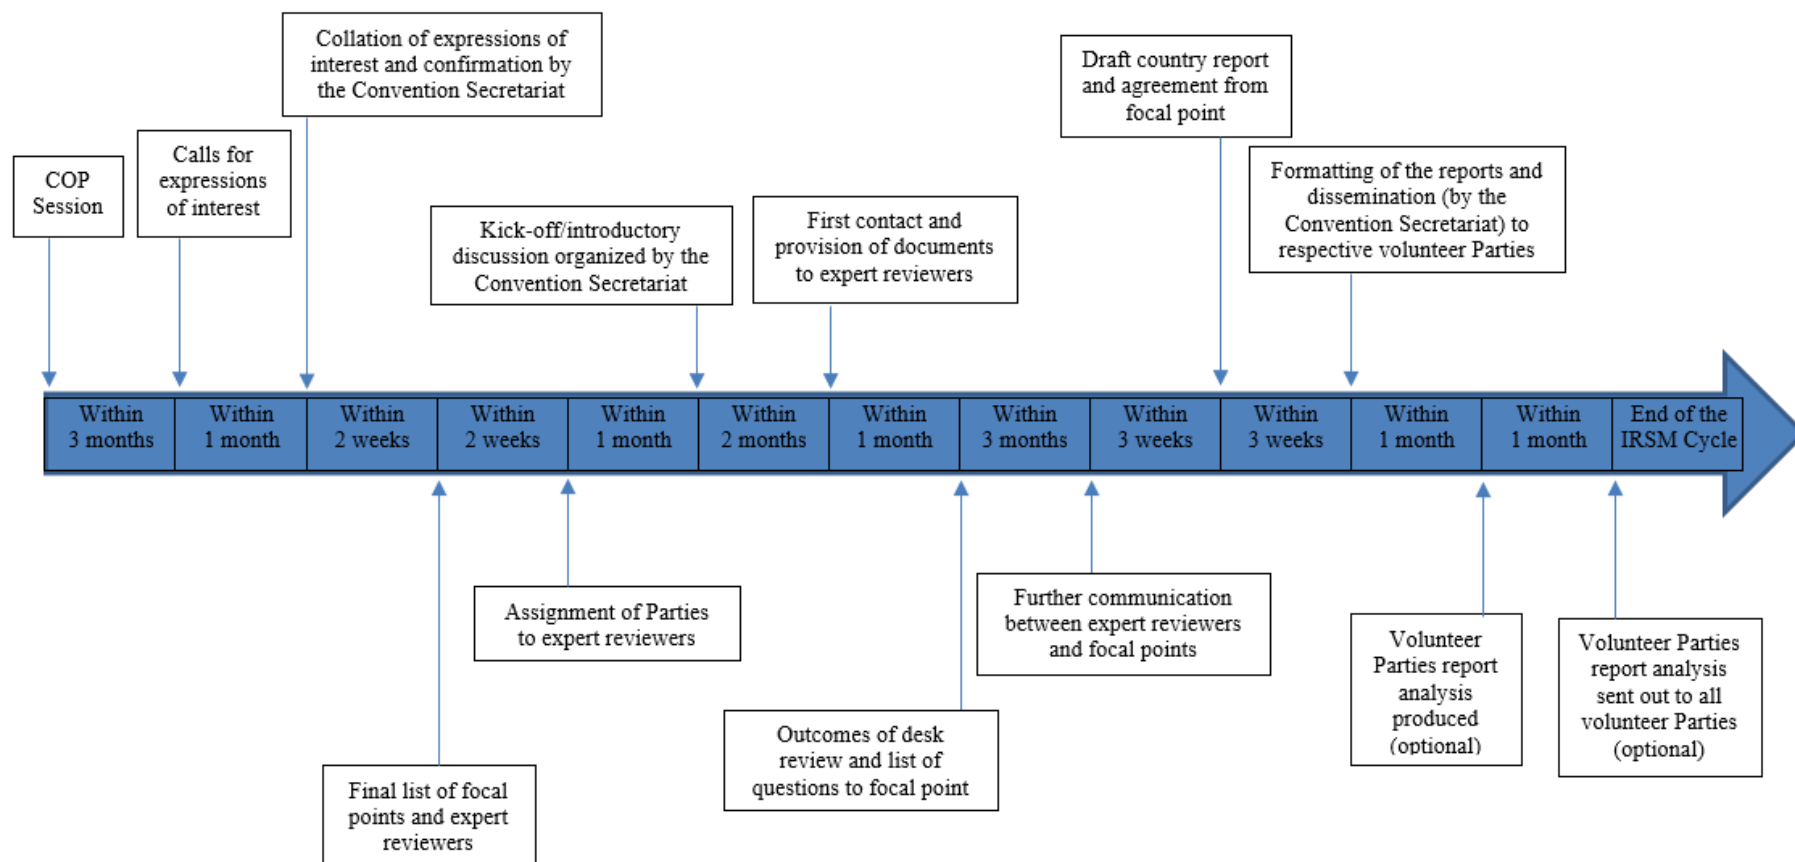 Collation of expressions of
interest and confirmation by
the Convention Secretariat
Draft country report
and agreement from
focal point
Calls for
expressions
of interest
COP
Session
Formatting of the reports and
dissemination (by the
Convention Secretariat) to
respective volunteer Parties
Kick-off/introductory
discussion organized by the
Convention Secretariat
First contact and
provision of documents
to expert reviewers
Within
3 months
Within
1 month
Within
2 weeks
Within
2 weeks
Within
1 month
Within
2 months
Within
1 month
Within
3 months
Within
3 weeks
Within
3 weeks
Within
1 month
Within
1 month
End of the
IRSM Cycle
Assignment of Parties
to expert reviewers
Further communication
between expert reviewers
and focal points
Volunteer
Parties report
analysis
produced
(optional)
Volunteer Parties
report analysis
sent out to all
volunteer Parties
(optional)
Outcomes of desk
review and list of
questions to focal point
Final list of focal
points and expert
reviewers